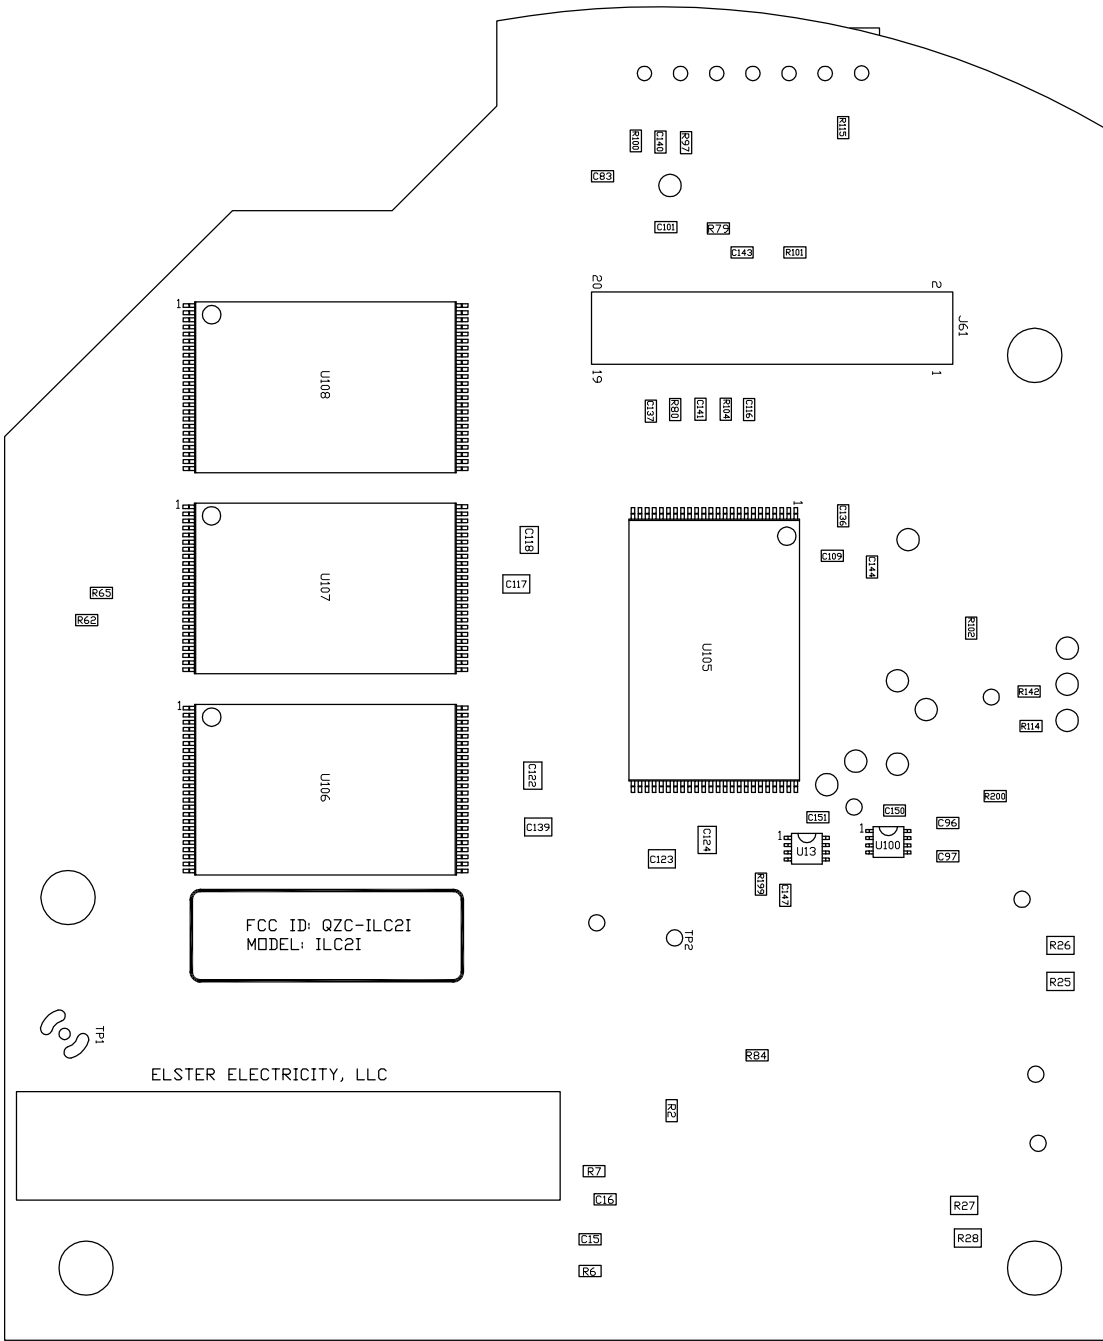 R115
R100
C140
R97
C83
C101
R79
C143
R101
20
2
J61
1
U108
19
1
C137
R80
C141
R104
C116
1
1
C136
C118
C109
C144
C117
U107
R65
R62
R102
U105
R142
1
R114
C122
U106
R200
C151
C150
C139
C96
1
1
C124
U13
U100
C123
C97
R199
C147
FCC ID: QZC-ILC2I
MODEL: ILC2I
TP2
R26
R25
TP1
R84
ELSTER ELECTRICITY, LLC
R2
R7
C16
R27
C15
R28
R6